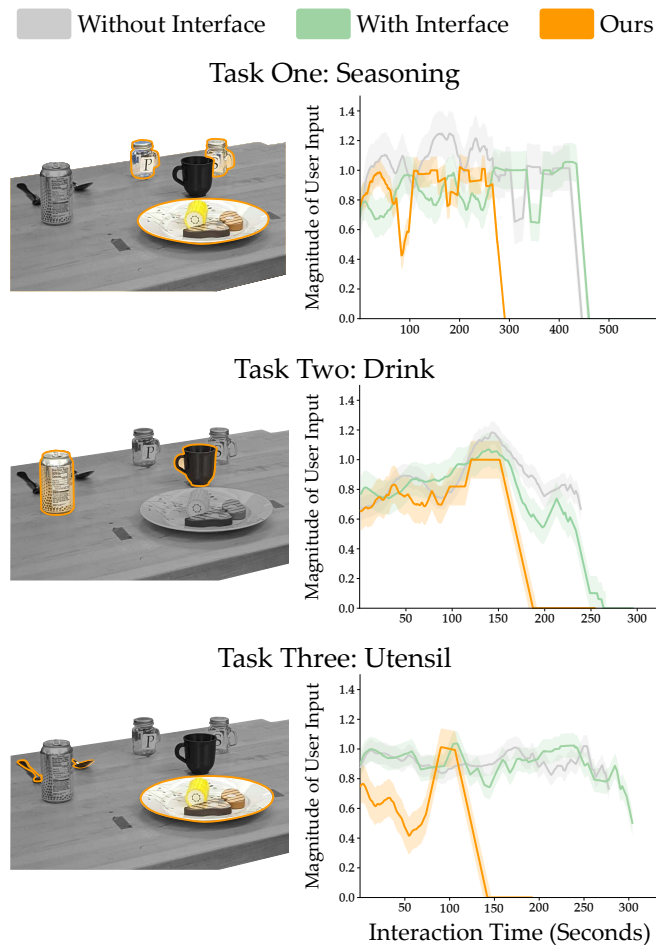 Without Interface With Interface Ours
Task One: Seasoning
P S
Magnitude of User Input
1.4
1.2
1.0
0.8
0.6
0.4
0.2
0.0
100 200 300 400 500
Task Two: Drink
P S
Magnitude of User Input
1.4
1.2
1.0
0.8
0.6
0.4
0.2
0.0
50 100 150 200 250 300
Task Three: Utensil
P S
Magnitude of User Input
1.4
1.2
1.0
0.8
0.6
0.4
0.2
0.0
50 100 150 200 250 300
Interaction Time (Seconds)